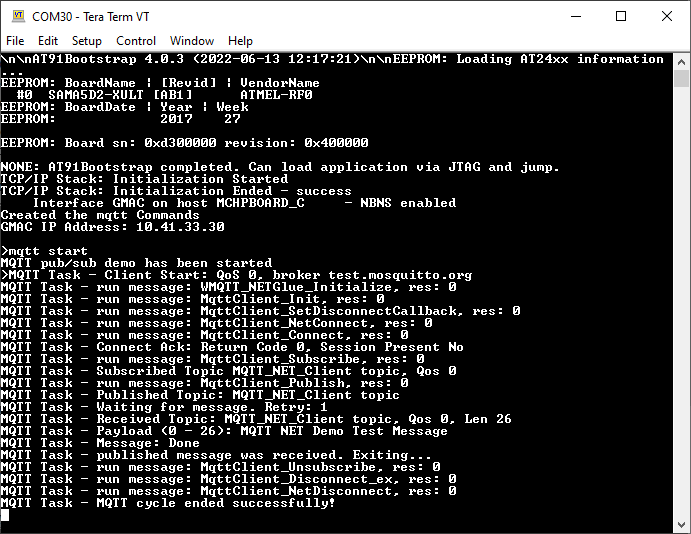 COM30 - Tera Term VT
File Edit Setup Control Window Help
\n\nAT91Bootstrap 4.0.3 (2022-06-13 12:17:21)\n\nEEPROM: Loading AT24xx information
...
EEPROM: BoardName | [Revid] | VendorName
#0 SAMA5D2-XULT [AB1] ATMEL-RF0
EEPROM: BoardDate | Year | Week
EEPROM: 2017 27
EEPROM: Board sn: 0xd300000 revision: 0x400000
NONE: AT91Bootstrap completed. Can load application via JTAG and jump.
TCP/IP Stack: Initialization Started
TCP/IP Stack: Initialization Ended - success
Interface GMAC on host MCHPBOARD_C - NBNS enabled
Created the mqtt Commands
GMAC IP Address: 10.41.33.30
>mqtt start
MQTT pub/sub demo has been started
>MQTT Task - Client Start: QoS 0, broker test.mosquitto.org
MQTT Task - run message: WMQTT_NETGlue_Initialize, res: 0
MQTT Task - run message: MqttClient_Init, res: 0
MQTT Task - run message: MqttClient_SetDisconnectCallback, res: 0
MQTT Task - run message: MqttClient_NetConnect, res: 0
MQTT Task - run message: MqttClient_Connect, res: 0
MQTT Task - Connect Ack: Return Code 0, Session Present No
MQTT Task - run message: MqttClient_Subscribe, res: 0
MQTT Task - Subscribed Topic MQTT_NET_Client topic, Qos 0
MQTT Task - run message: MqttClient_Publish, res: 0
MQTT Task - Published Topic: MQTT_NET_Client topic
MQTT Task - Waiting for message. Retry: 1
MQTT Task - Received Topic: MQTT_NET_Client topic, Qos 0, Len 26
MQTT Task - Payload (0 - 26): MQTT NET Demo Test Message
MQTT Task - Message: Done
MQTT Task - published message was received. Exiting...
MQTT Task - run message: MqttClient_Unsubscribe, res: 0
MQTT Task - run message: MqttClient_Disconnect_ex, res: 0
MQTT Task - run message: MqttClient_NetDisconnect, res: 0
MQTT Task - MQTT cycle ended successfully!